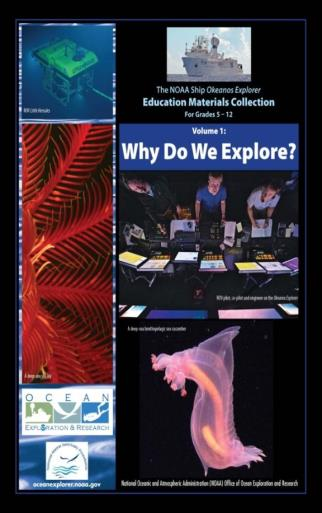 ROV Little Hercules
The NOAA Ship Okeanos Explorer
Education Materials Collection
For Grades 5 – 12
Volume 1:
Why Do We Explore?
ROV pilot, co-pilot and engineer on the Okeanos Explorer
A deep-sea benthopelagic sea cucumber
A deep-sea
OCEAN
EXPLORATION & RESEARCH
oceanexplorer.noaa.gov
National Oceanic and Atmospheric Administration (NOAA) Office of Ocean Exploration and Research